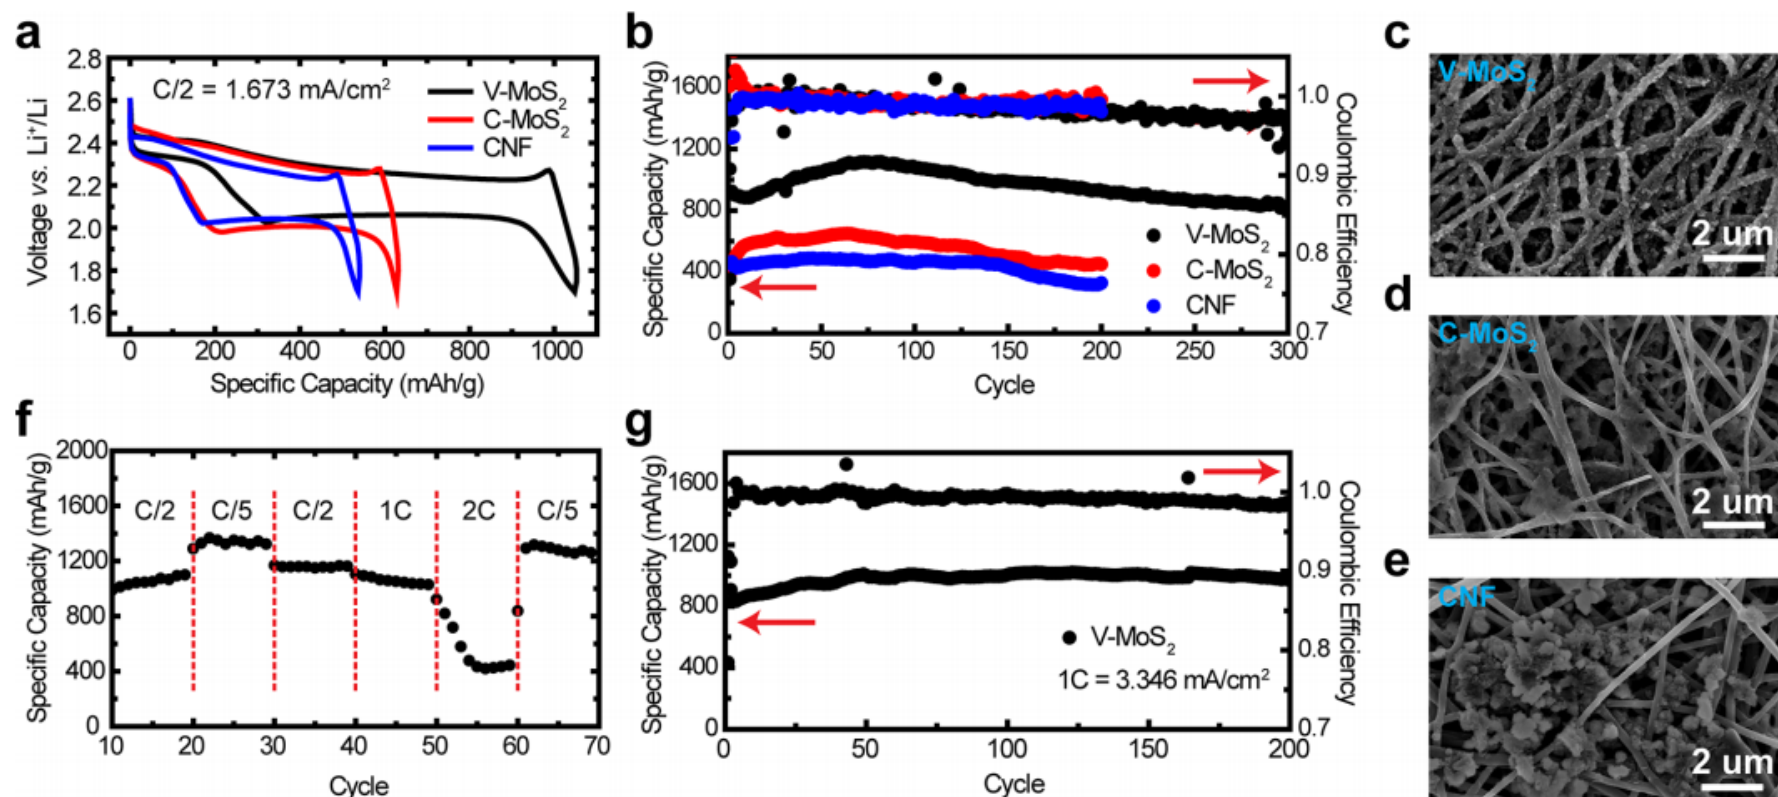 a
2.8
2.6
2.4
2.2
2.0
1.8
1.6
Voltage vs. Li⁺/Li
C/2 = 1.673 mA/cm²
V-MoS₂
C-MoS₂
CNF
0 200 400 600 800 1000
Specific Capacity (mAh/g)
b
1600
1200
800
400
0
Specific Capacity (mAh/g)
V-MoS₂
C-MoS₂
CNF
1.0
0.9
0.8
0.7
Coulombic Efficiency
0 50 100 150 200 250 300
Cycle
c
V-MoS₂
2 um
d
C-MoS₂
2 um
e
CNF
2 um
f
2000
1600
1200
800
400
0
Specific Capacity (mAh/g)
C/2 C/5 C/2 1C 2C C/5
10 20 30 40 50 60 70
Cycle
g
1600
1200
800
400
0
Specific Capacity (mAh/g)
V-MoS₂
1C = 3.346 mA/cm²
1.0
0.9
0.8
0.7
Coulombic Efficiency
0 50 100 150 200
Cycle